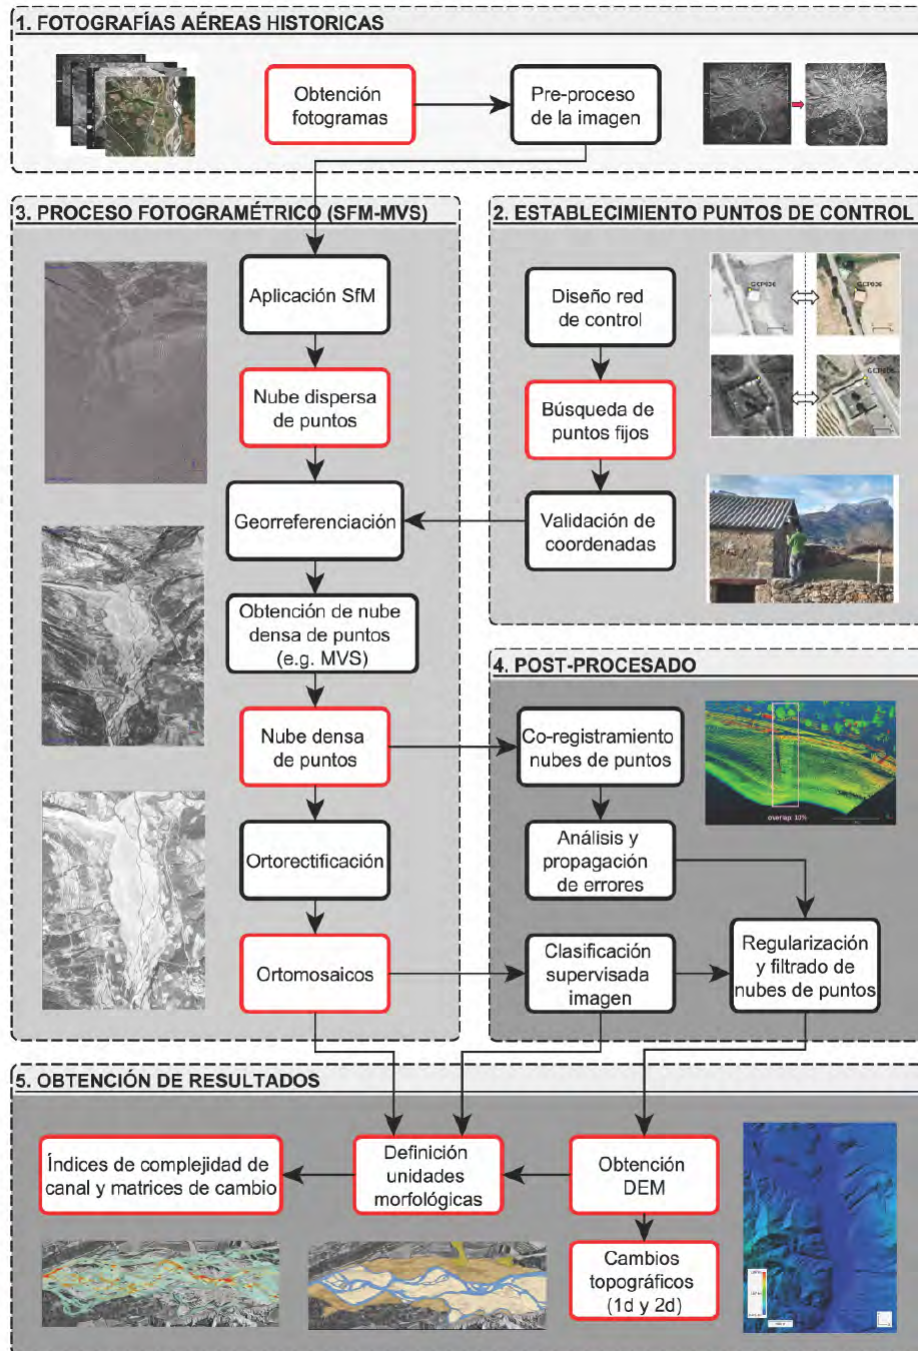 1. FOTOGRAFÍAS AÉREAS HISTORICAS
Obtención
fotogramas
Pre-proceso
de la imagen
3. PROCESO FOTOGRAMÉTRICO (SFM-MVS)
Aplicación SfM
Nube dispersa
de puntos
Georreferenciación
Obtención de nube
densa de puntos
(e.g. MVS)
Nube densa
de puntos
Ortorectificación
Ortomosaicos
2. ESTABLECIMIENTO PUNTOS DE CONTROL
Diseño red
de control
Búsqueda de
puntos fijos
Validación de
coordenadas
GCP026
GCP026
4. POST-PROCESADO
Co-registramiento
nubes de puntos
overlap 10%
Análisis y
propagación
de errores
Clasificación
supervisada
imagen
Regularización
y filtrado de
nubes de puntos
5. OBTENCIÓN DE RESULTADOS
Índices de complejidad de
canal y matrices de cambio
Definición
unidades
morfológicas
Obtención
DEM
Cambios
topográficos
(1d y 2d)